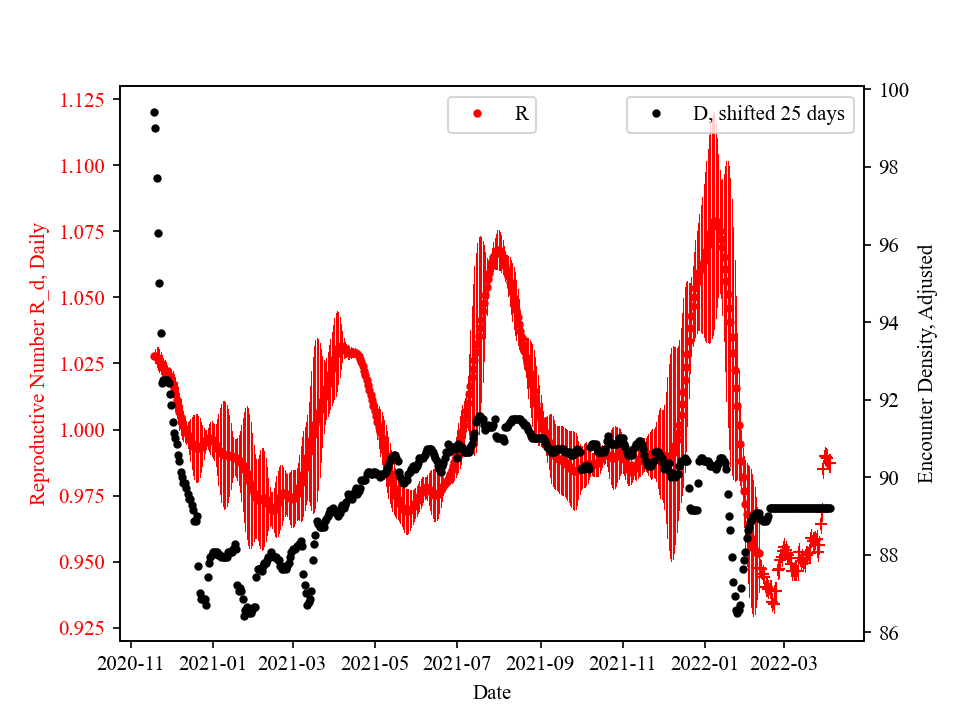 R
D, shifted 25 days
Reproductive Number R_d, Daily
1.125
1.100
1.075
1.050
1.025
1.000
0.975
0.950
0.925
100
98
96
94
92
90
88
86
Encounter Density, Adjusted
2020-11 2021-01 2021-03 2021-05 2021-07 2021-09 2021-11 2022-01 2022-03
Date